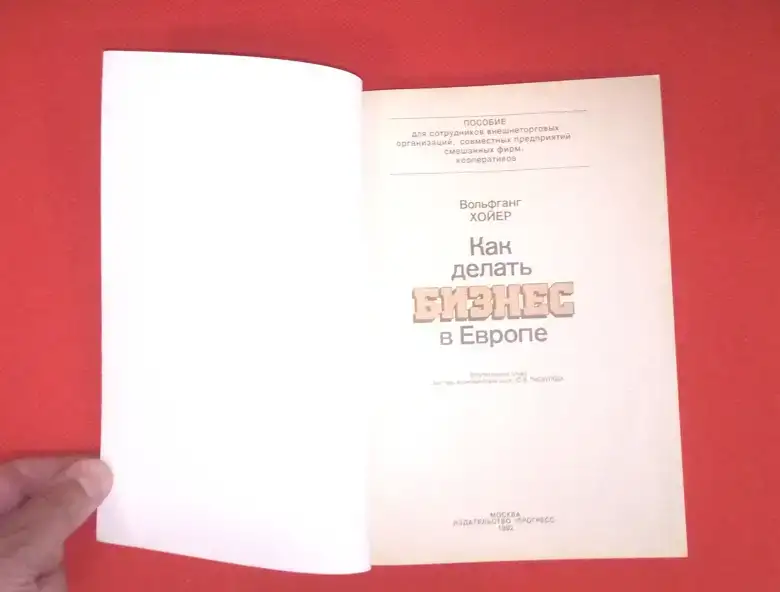 ПОСОБИЕ
для сотрудников внешнеторговых
организаций, совместных предприятий
смешанных фирм,
кооперативов
Вольфганг
ХОЙЕР
Как
делать
БИЗНЕС
в Европе
МОСКВА
ИЗДАТЕЛЬСТВО ПРОГРЕСС
1992